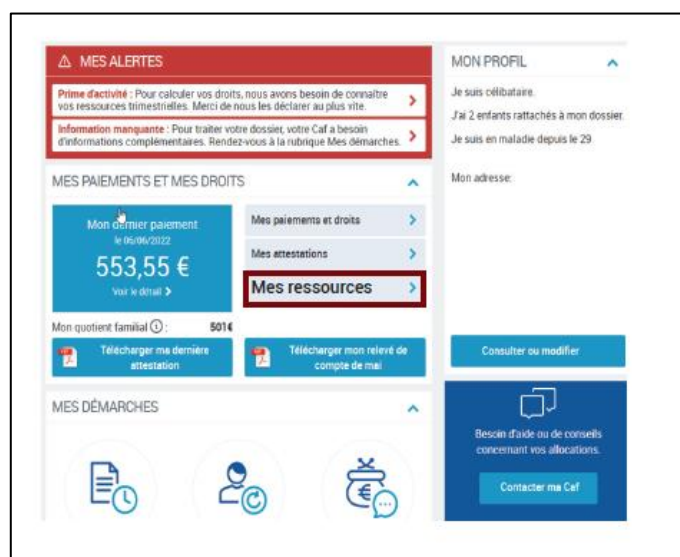 MES ALERTES
Prime d'activité : Pour calculer vos droits, nous avons besoin de connaître
vos ressources trimestrielles. Merci de nous les déclarer au plus vite.
Information manquante : Pour traiter votre dossier, votre Caf a besoin
d'informations complémentaires. Rendez-vous à la rubrique Mes démarches.
MES PAIEMENTS ET MES DROITS
Mon dernier paiement
le 06/06/2022
553,55 €
Voir le détail
Mes paiements et droits
Mes attestations
Mes ressources
Mon quotient familial i : 501€
Télécharger ma dernière
attestation
Télécharger mon relevé de
compte de mai
MES DÉMARCHES
€
MON PROFIL
Je suis célibataire.
J'ai 2 enfants rattachés à mon dossier.
Je suis en maladie depuis le 29
Mon adresse:
Consulter ou modifier
Besoin d'aide ou de conseils
concernant vos allocations.
Contacter ma Caf